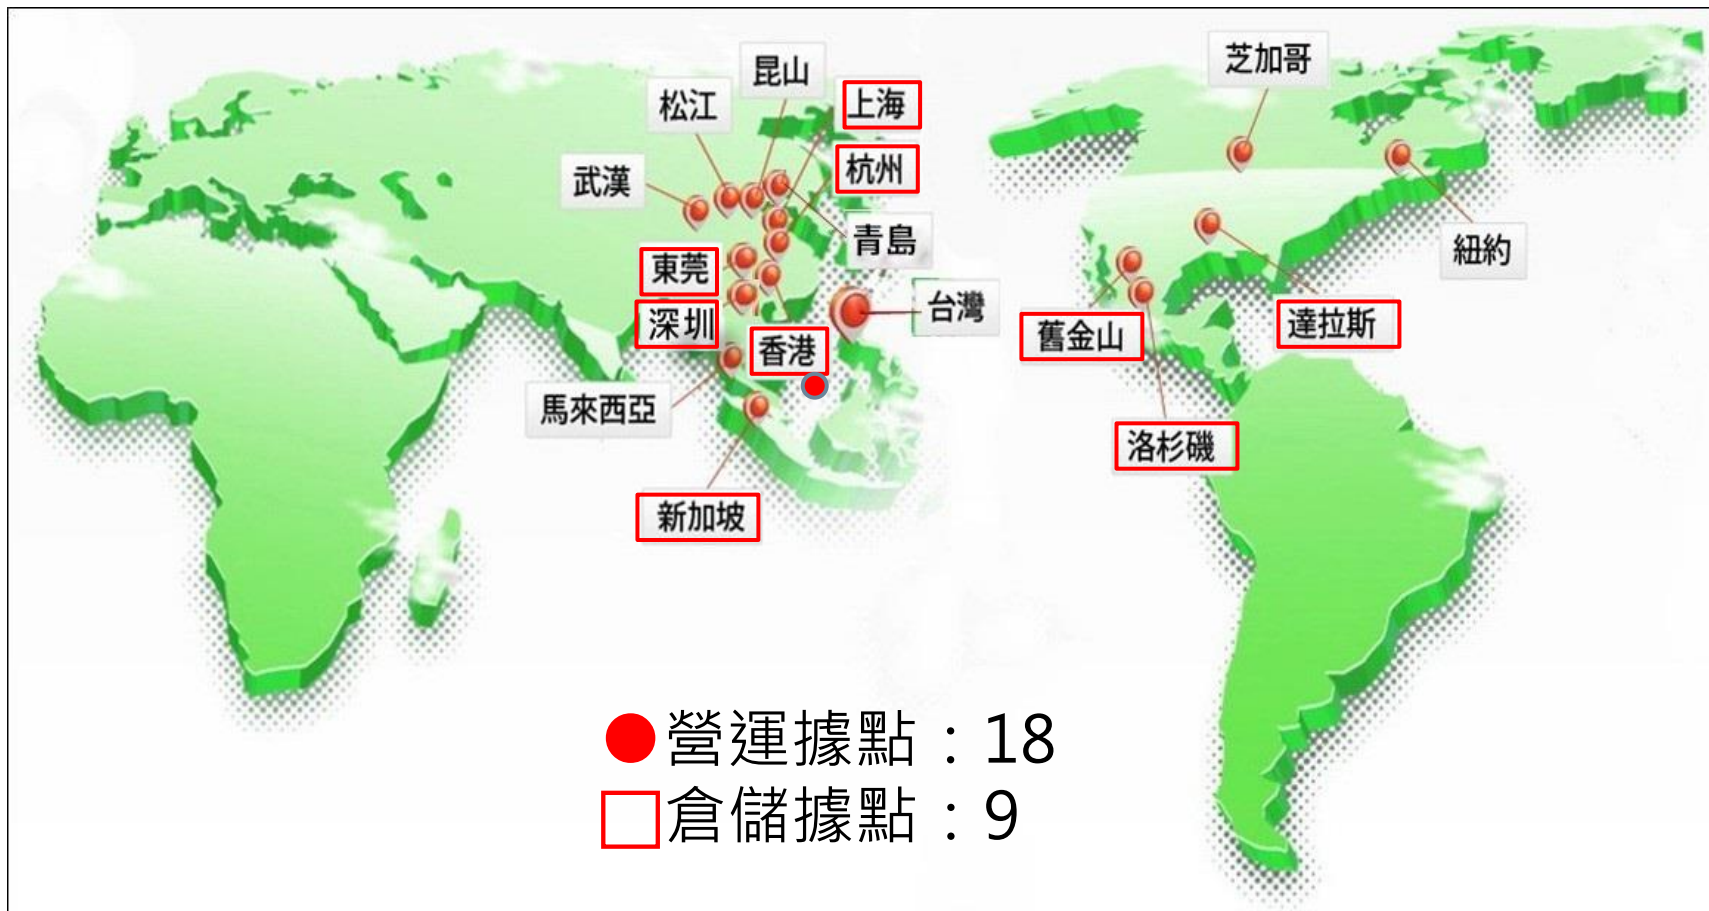 昆山
芝加哥
松江
上海
武漢
杭州
青島
紐約
東莞
台灣
深圳
達拉斯
香港
舊金山
馬來西亞
洛杉磯
新加坡
營運據點：18
倉儲據點：9